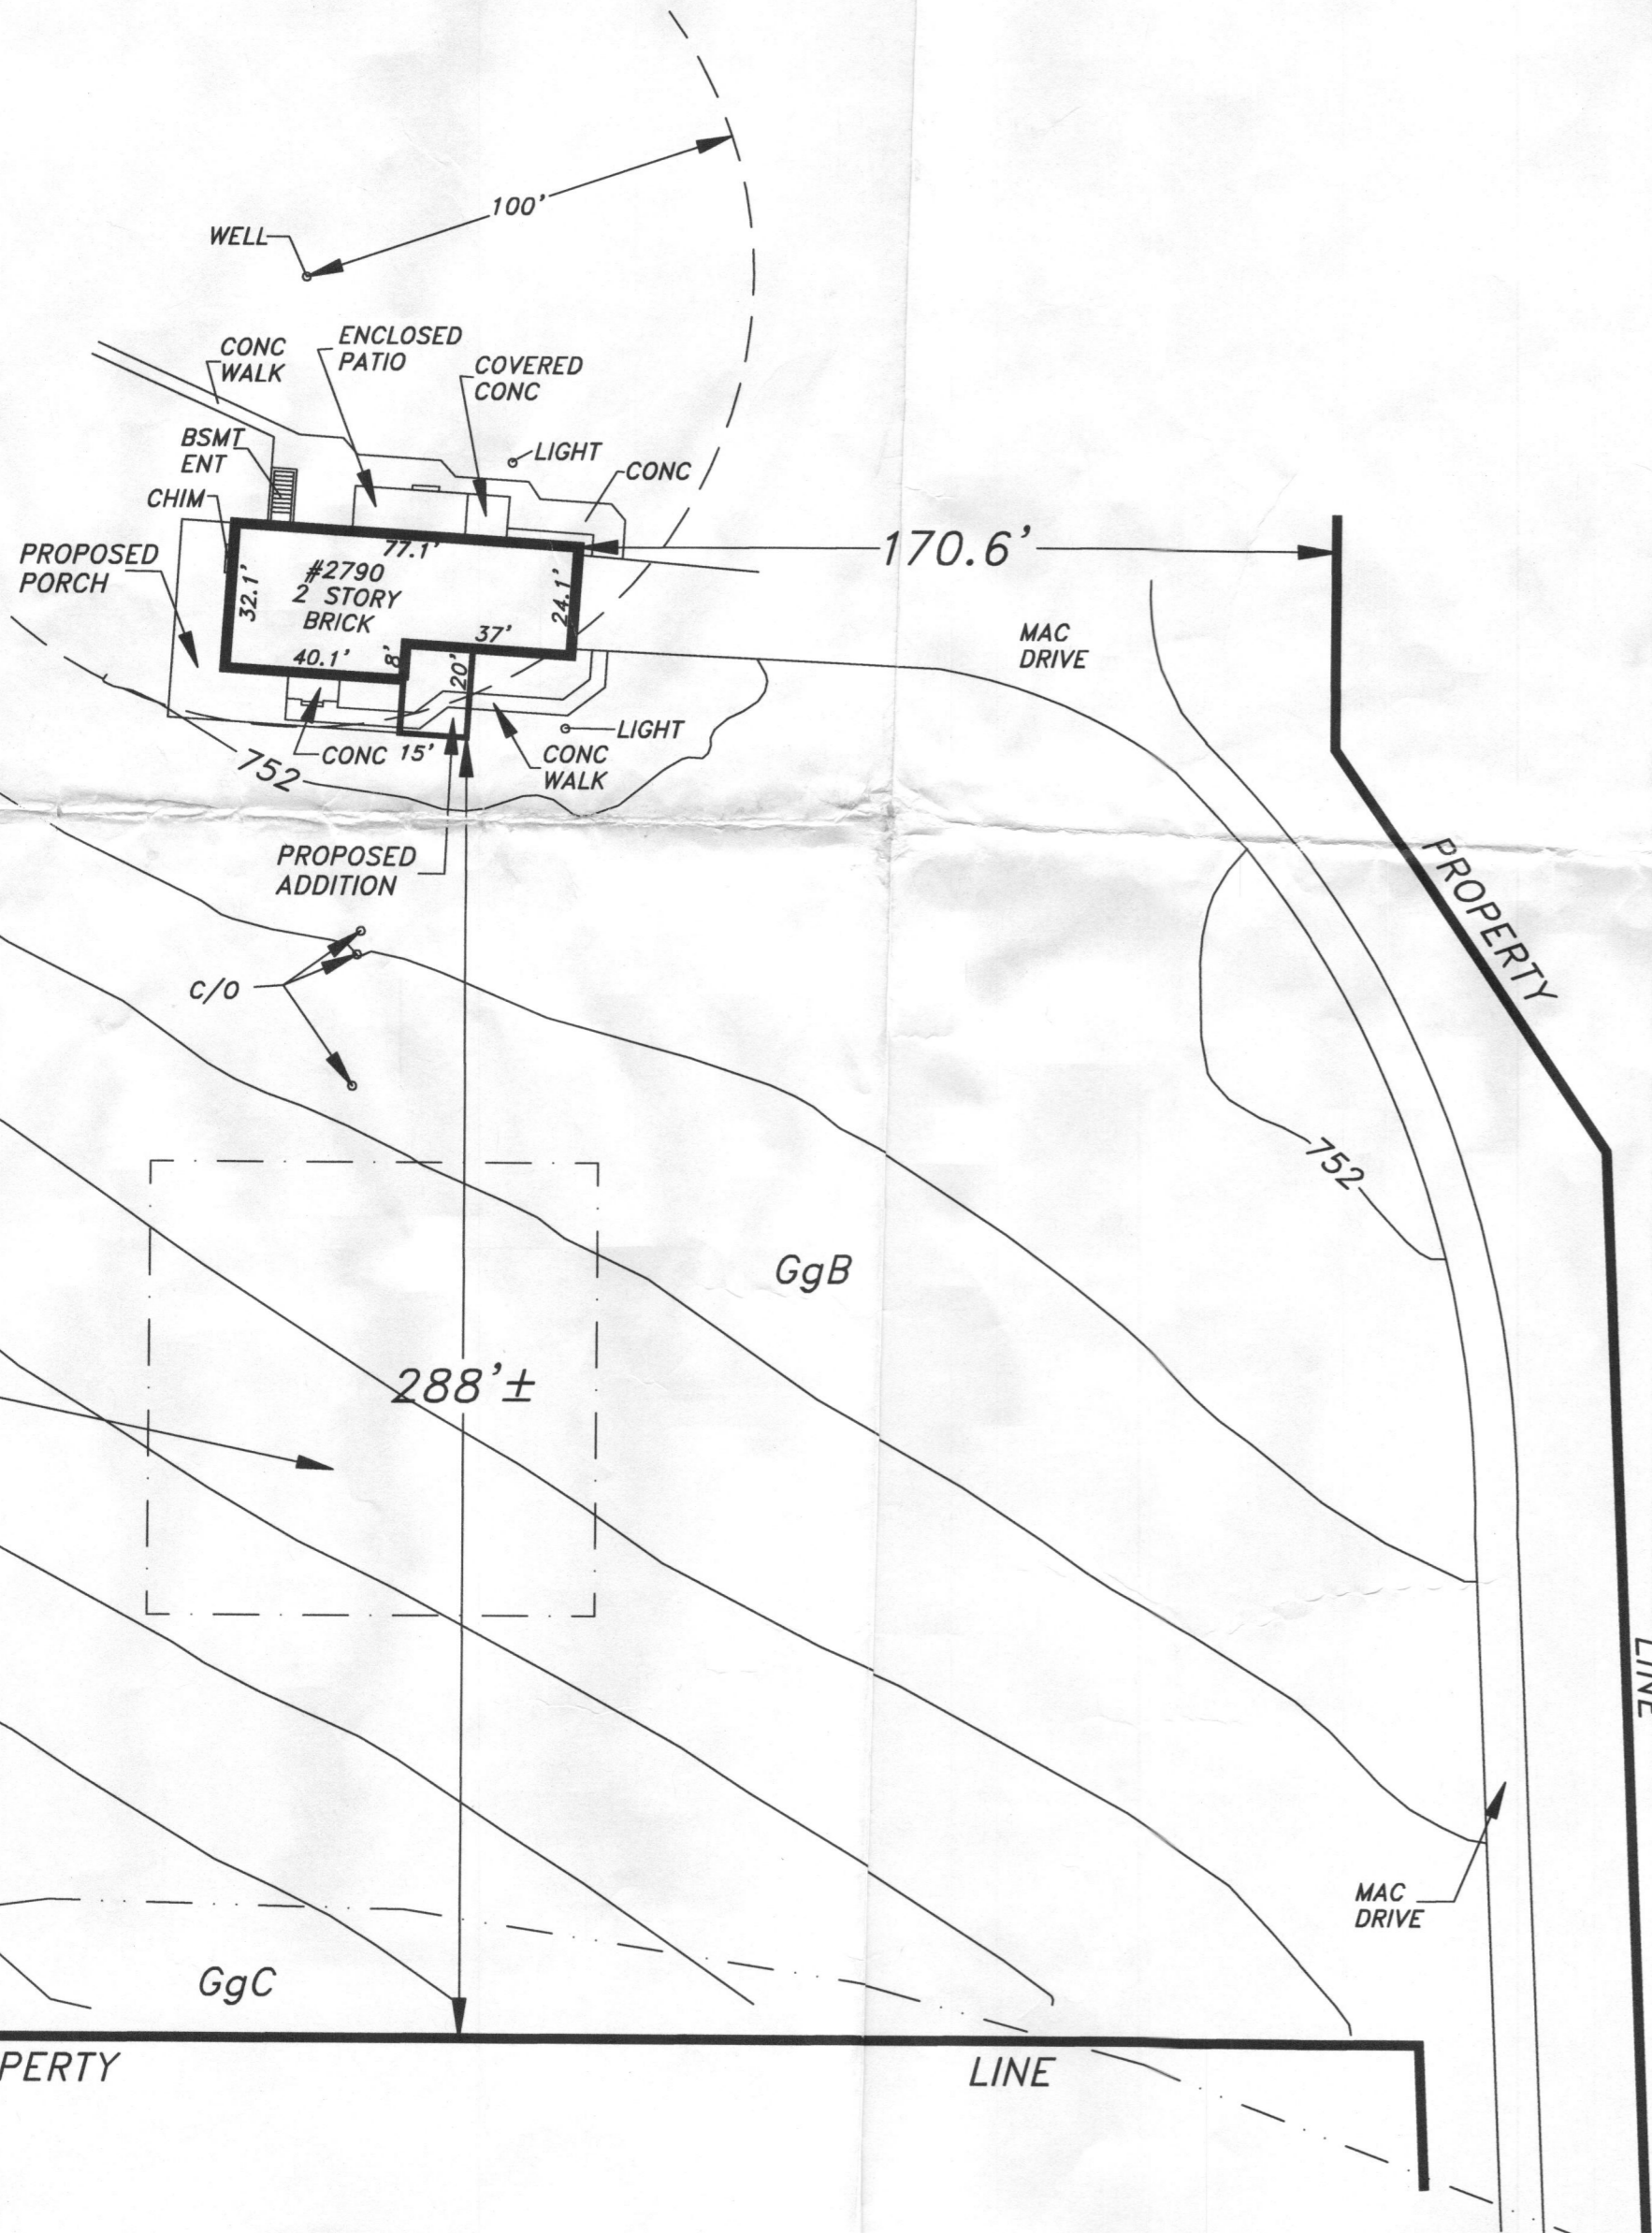 100'
WELL
ENCLOSED
PATIO
CONC
WALK
COVERED
CONC
BSMT
ENT
LIGHT
CONC
CHIM
170.6'
77.1'
PROPOSED
PORCH
#2790
2 STORY
BRICK
32.1'
24.1'
37'
MAC
DRIVE
40.1'
8'
20'
LIGHT
CONC
15'
CONC
WALK
752
PROPOSED
ADDITION
PROPERTY
C/O
752
GgB
288'±
LINE
MAC
DRIVE
GgC
PERTY
LINE